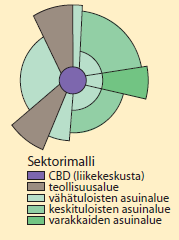 Sektorimalli
CBD (liikekeskusta)
teollisuusalue
vähätuloisten asuinalue
keskituloisten asuinalue
varakkaiden asuinalue